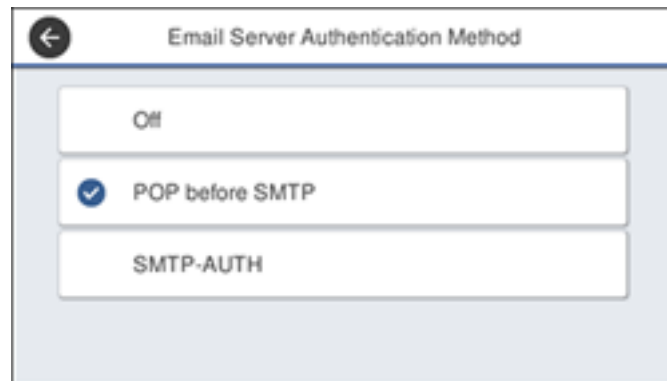 Email Server Authentication Method
Off
POP before SMTP
SMTP-AUTH